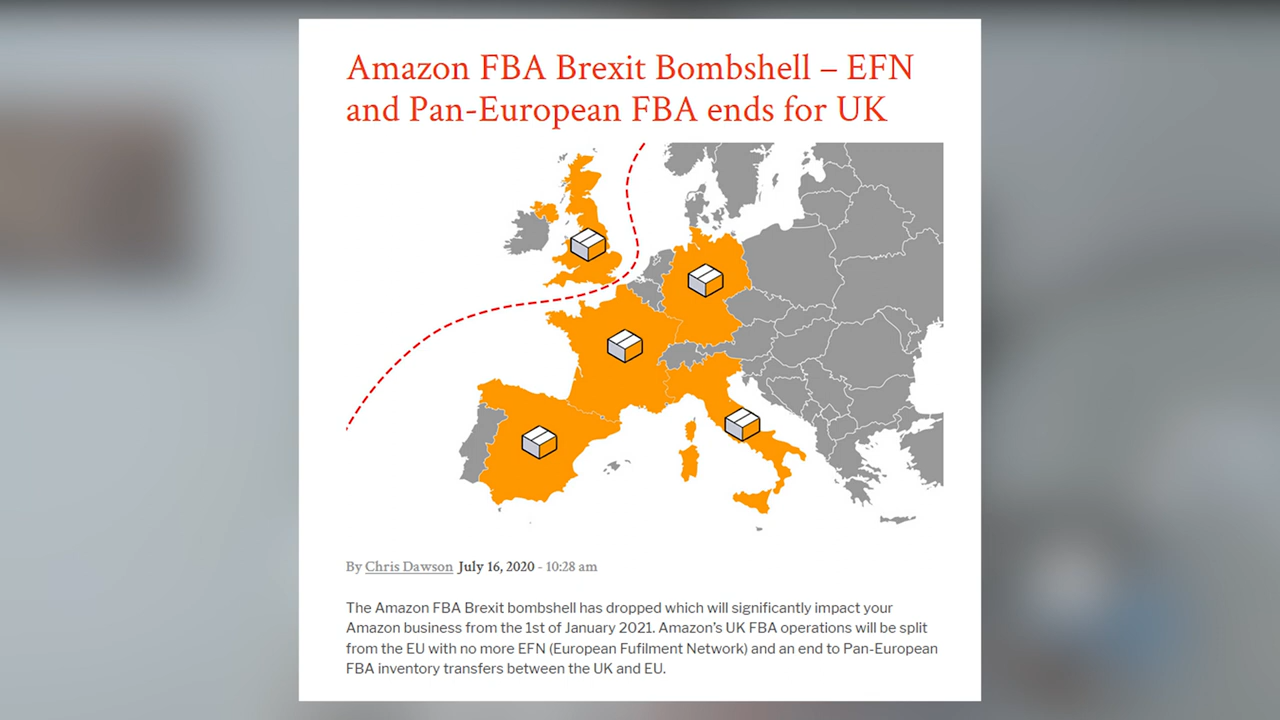 Amazon FBA Brexit Bombshell – EFN
and Pan-European FBA ends for UK
By Chris Dawson July 16, 2020 - 10:28 am
The Amazon FBA Brexit bombshell has dropped which will significantly impact your
Amazon business from the 1st of January 2021. Amazon's UK FBA operations will be split
from the EU with no more EFN (European Fufilment Network) and an end to Pan-European
FBA inventory transfers between the UK and EU.